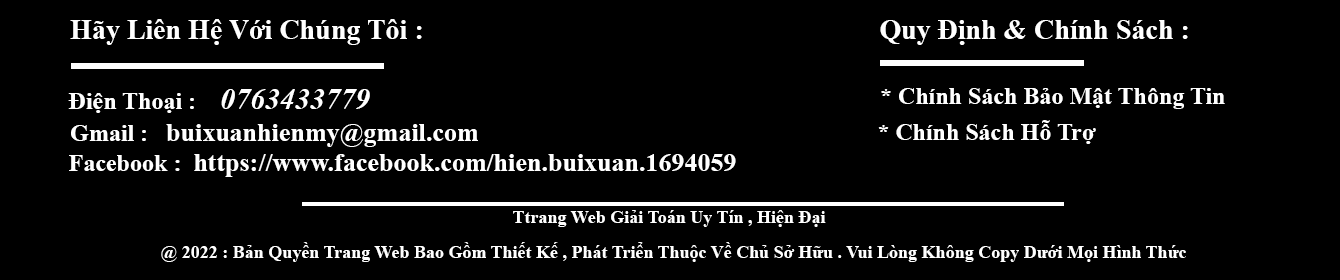 Hãy Liên Hệ Với Chúng Tôi :
Điện Thoại : 0763433779
Gmail : buixuanhienmy@gmail.com
Facebook : https://www.facebook.com/hien.buixuan.1694059
Quy Định & Chính Sách :
* Chính Sách Bảo Mật Thông Tin
* Chính Sách Hỗ Trợ
Ttrang Web Giải Toán Uy Tín , Hiện Đại
@ 2022 : Bản Quyền Trang Web Bao Gồm Thiết Kế , Phát Triển Thuộc Về Chủ Sở Hữu . Vui Lòng Không Copy Dưới Mọi Hình Thức